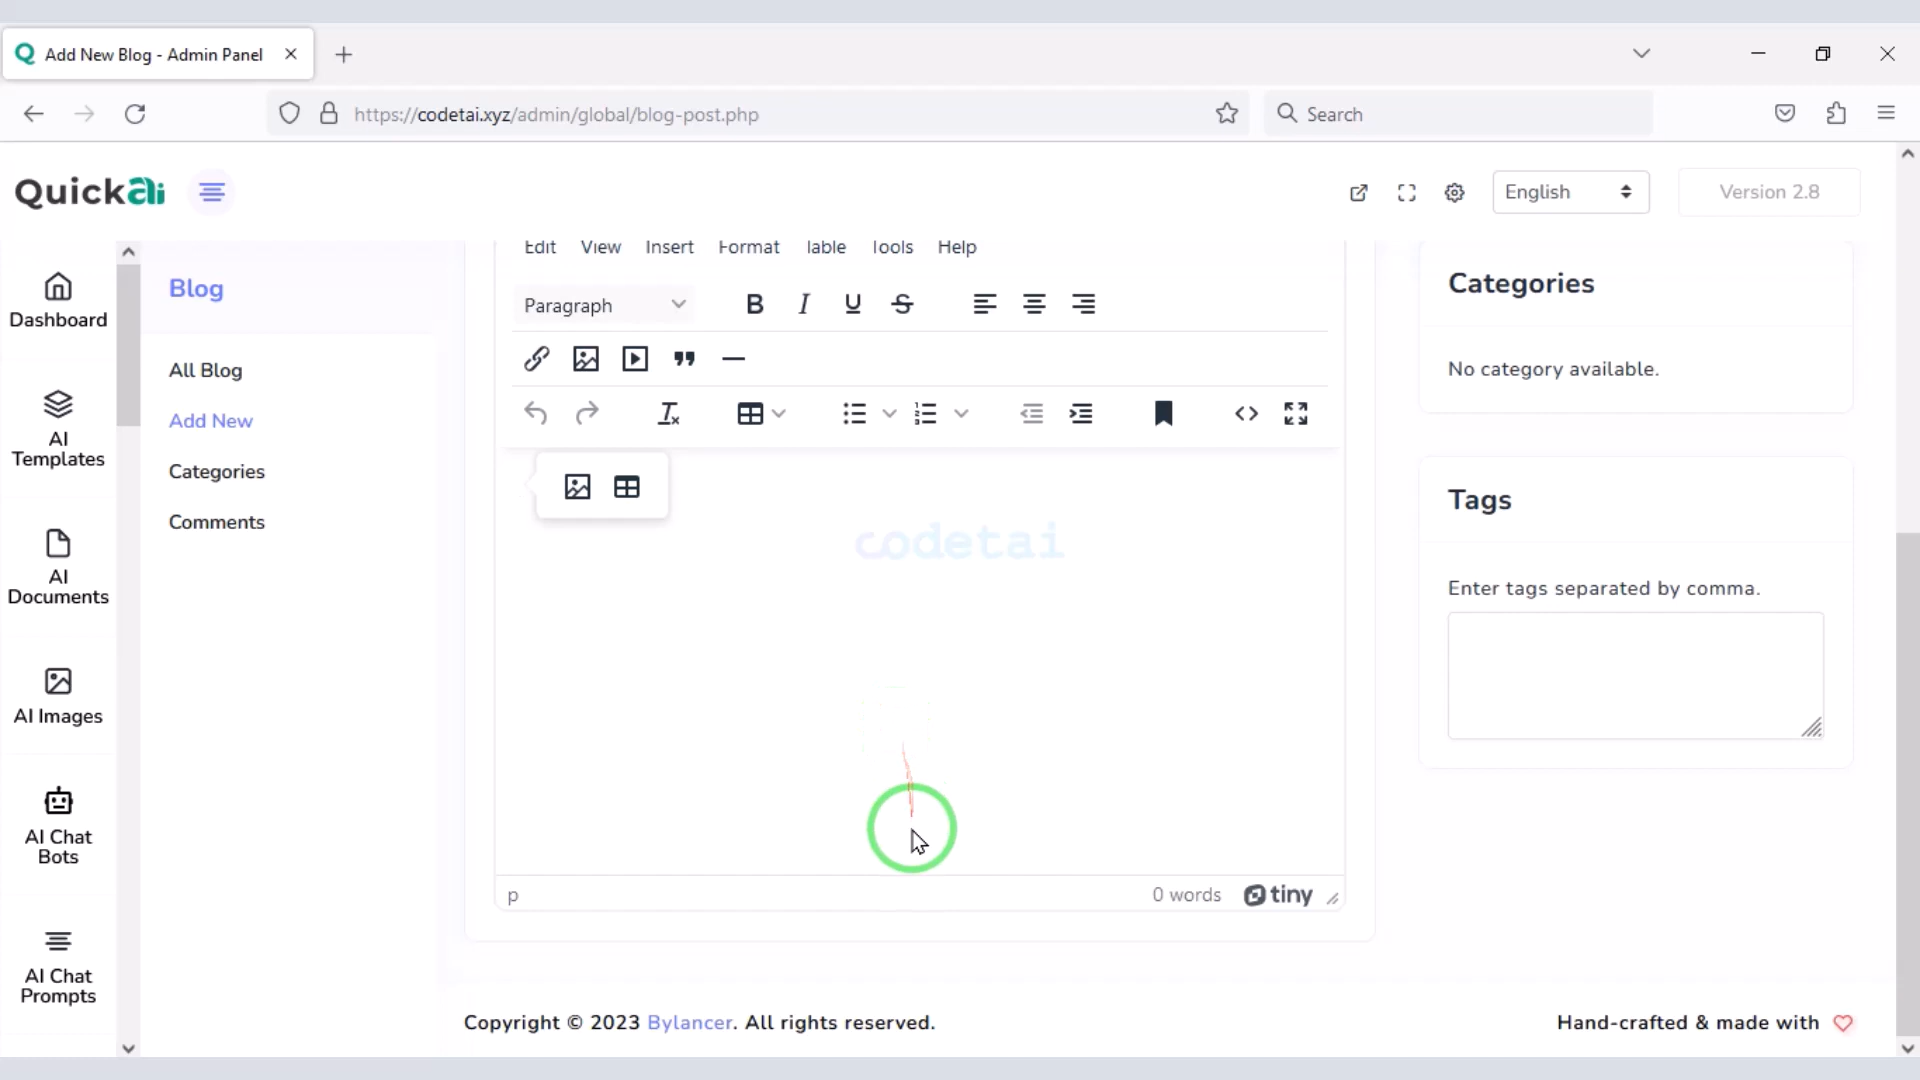 Add New Blog - Admin Panel
https://codetai.xyz/admin/global/blog-post.php
Search
QuickAi
English
Version 2.8
Dashboard
AI
Templates
AI
Documents
AI Images
AI Chat
Bots
AI Chat
Prompts
Blog
All Blog
Add New
Categories
Comments
Edit View Insert Format Table Tools Help
Paragraph
codetai
p
0 words
tiny
Categories
No category available.
Tags
Enter tags separated by comma.
Copyright © 2023 Bylancer. All rights reserved.
Hand-crafted & made with